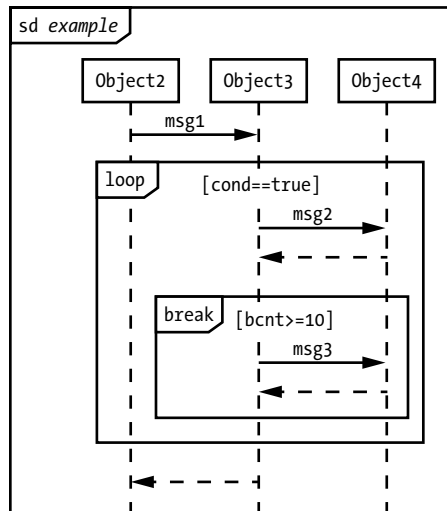 sd example
Object2 Object3 Object4
msg1
loop [cond==true]
msg2
break [bcnt>=10]
msg3